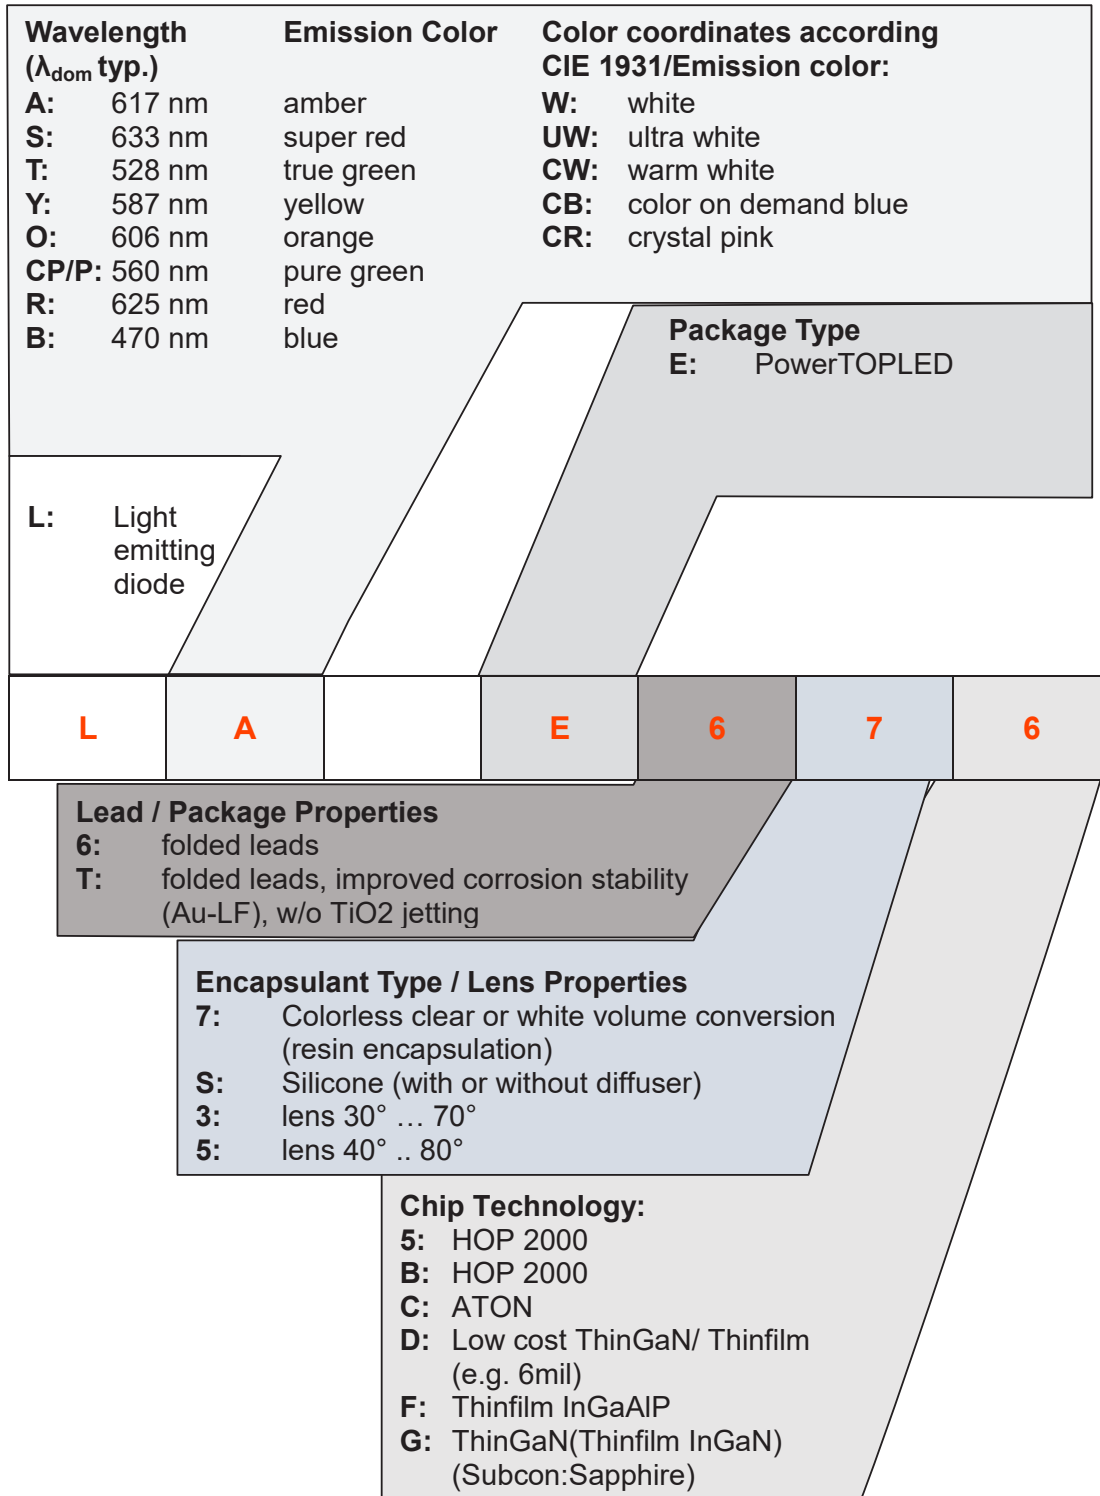 Wavelength Emission Color Color coordinates according
(λdom typ.) CIE 1931/Emission color:
A: 617 nm amber W: white
S: 633 nm super red UW: ultra white
T: 528 nm true green CW: warm white
Y: 587 nm yellow CB: color on demand blue
O: 606 nm orange CR: crystal pink
CP/P: 560 nm pure green
R: 625 nm red
B: 470 nm blue
Package Type
E: PowerTOPLED
L: Light
emitting
diode
L A E 6 7 6
Lead / Package Properties
6: folded leads
T: folded leads, improved corrosion stability
(Au-LF), w/o TiO2 jetting
Encapsulant Type / Lens Properties
7: Colorless clear or white volume conversion
(resin encapsulation)
S: Silicone (with or without diffuser)
3: lens 30° … 70°
5: lens 40° .. 80°
Chip Technology:
5: HOP 2000
B: HOP 2000
C: ATON
D: Low cost ThinGaN/ Thinfilm
(e.g. 6mil)
F: Thinfilm InGaAlP
G: ThinGaN(Thinfilm InGaN)
(Subcon:Sapphire)